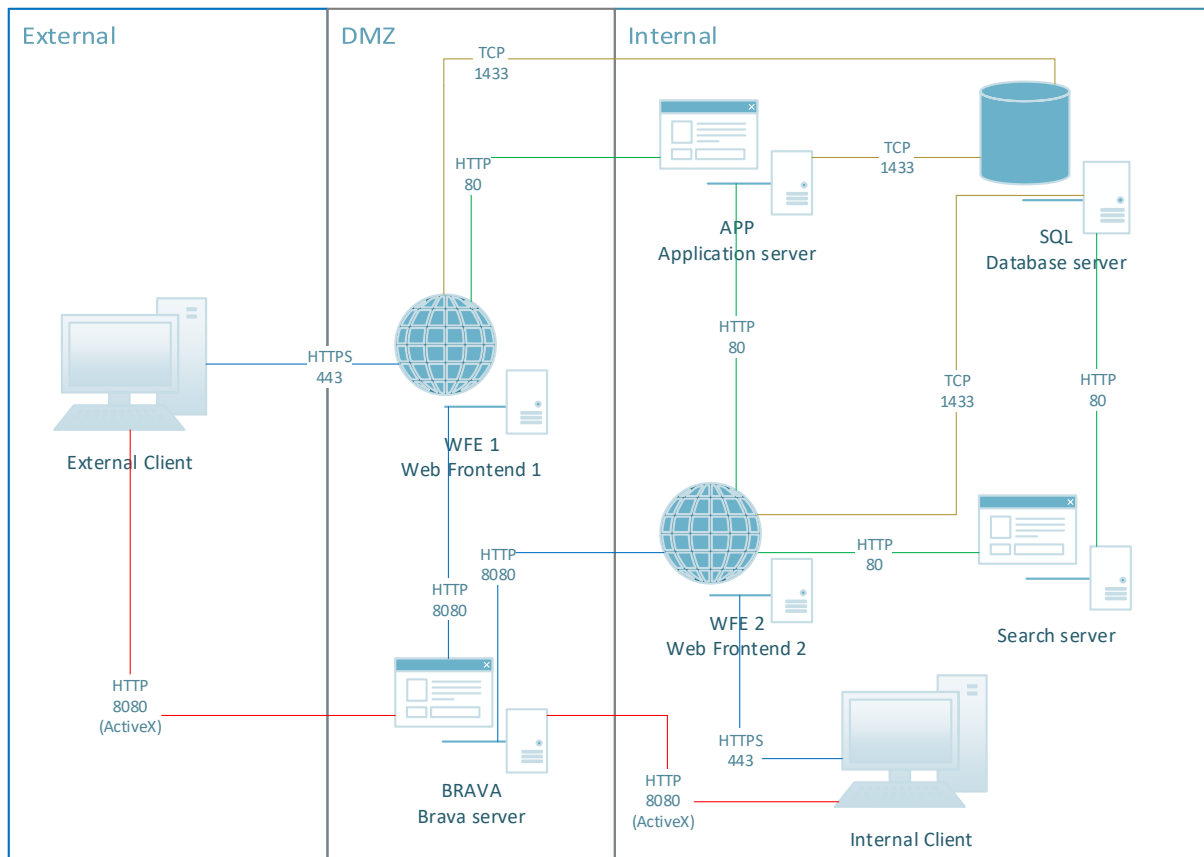 External
DMZ
Internal
TCP
1433
HTTP
80
TCP
1433
APP
Application server
SQL
Database server
HTTPS
443
HTTP
80
TCP
1433
HTTP
80
External Client
WFE 1
Web Frontend 1
HTTP
8080
HTTP
8080
HTTP
80
WFE 2
Web Frontend 2
Search server
HTTP
8080
(ActiveX)
HTTPS
443
BRAVA
Brava server
HTTP
8080
(ActiveX)
Internal Client